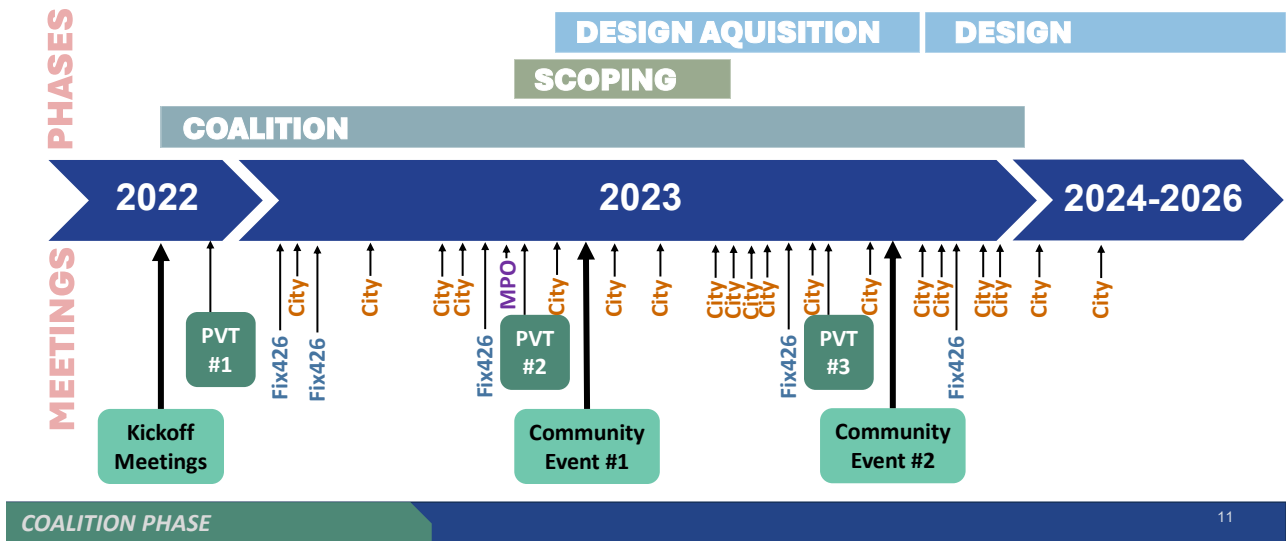 PHASES
DESIGN AQUISITION
DESIGN
SCOPING
COALITION
2022
2023
2024-2026
MEETINGS
Kickoff
Meetings
PVT
#1
Fix426
City
Fix426
City
City
City
Fix426
MPO
PVT
#2
City
Community
Event #1
City
City
City
City
City
City
Fix426
City
PVT
#3
City
Community
Event #2
City
City
Fix426
City
City
City
City
COALITION PHASE
11